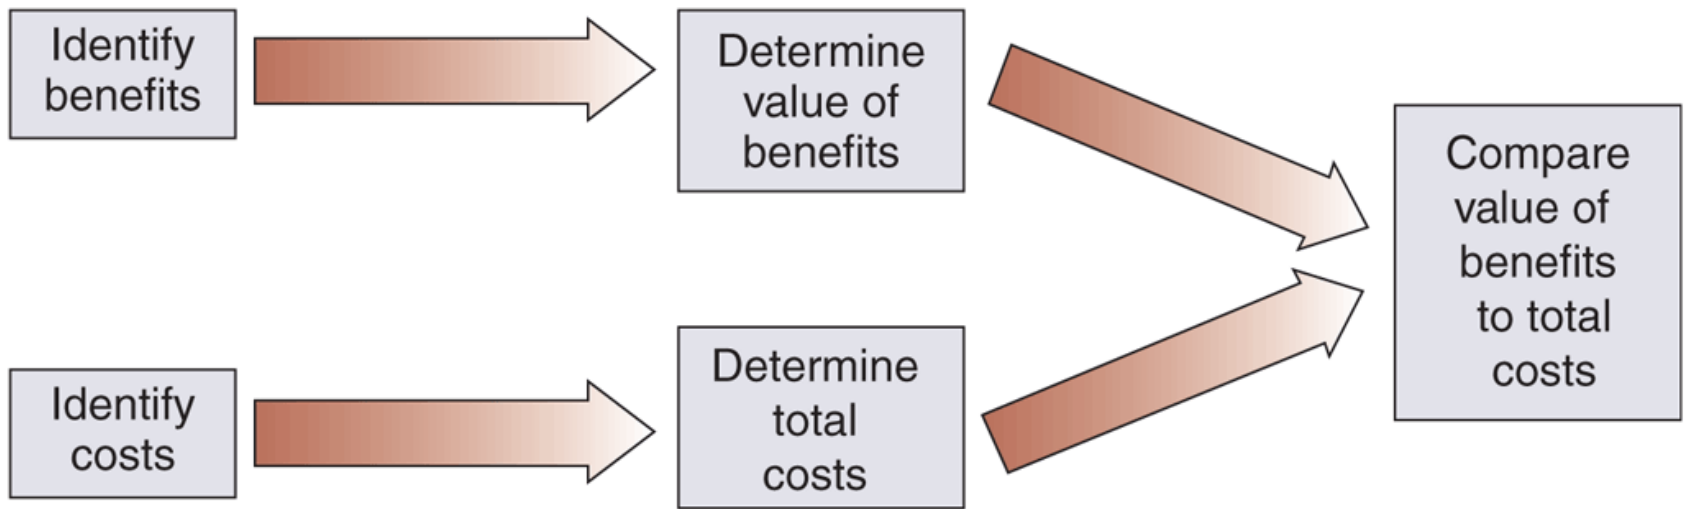 Identify
benefits
Determine
value of
benefits
Compare
value of
benefits
to total
costs
Identify
costs
Determine
total
costs